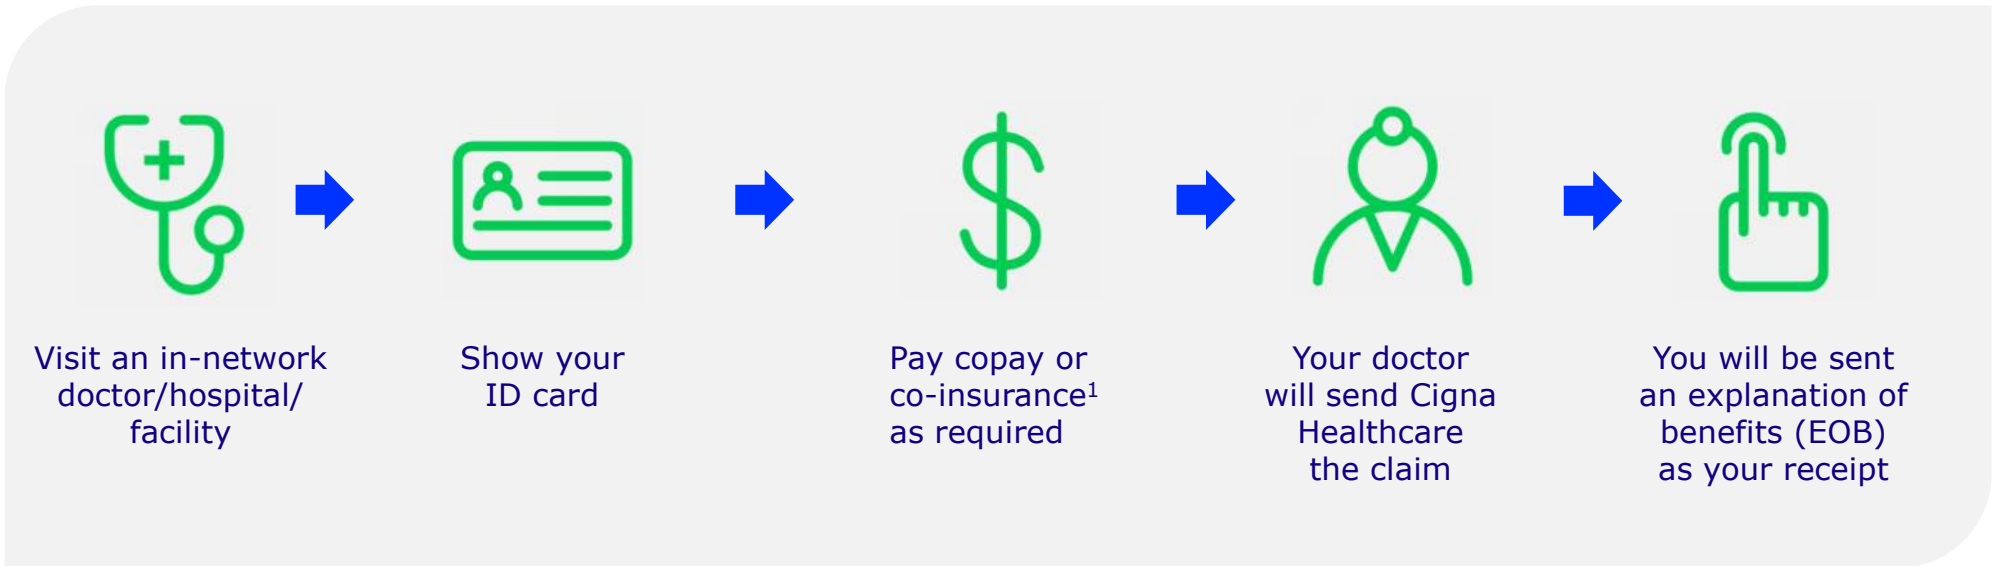 Visit an in-network
doctor/hospital/
facility
Show your
ID card
Pay copay or
co-insurance¹
as required
Your doctor
will send Cigna
Healthcare
the claim
You will be sent
an explanation of
benefits (EOB)
as your receipt